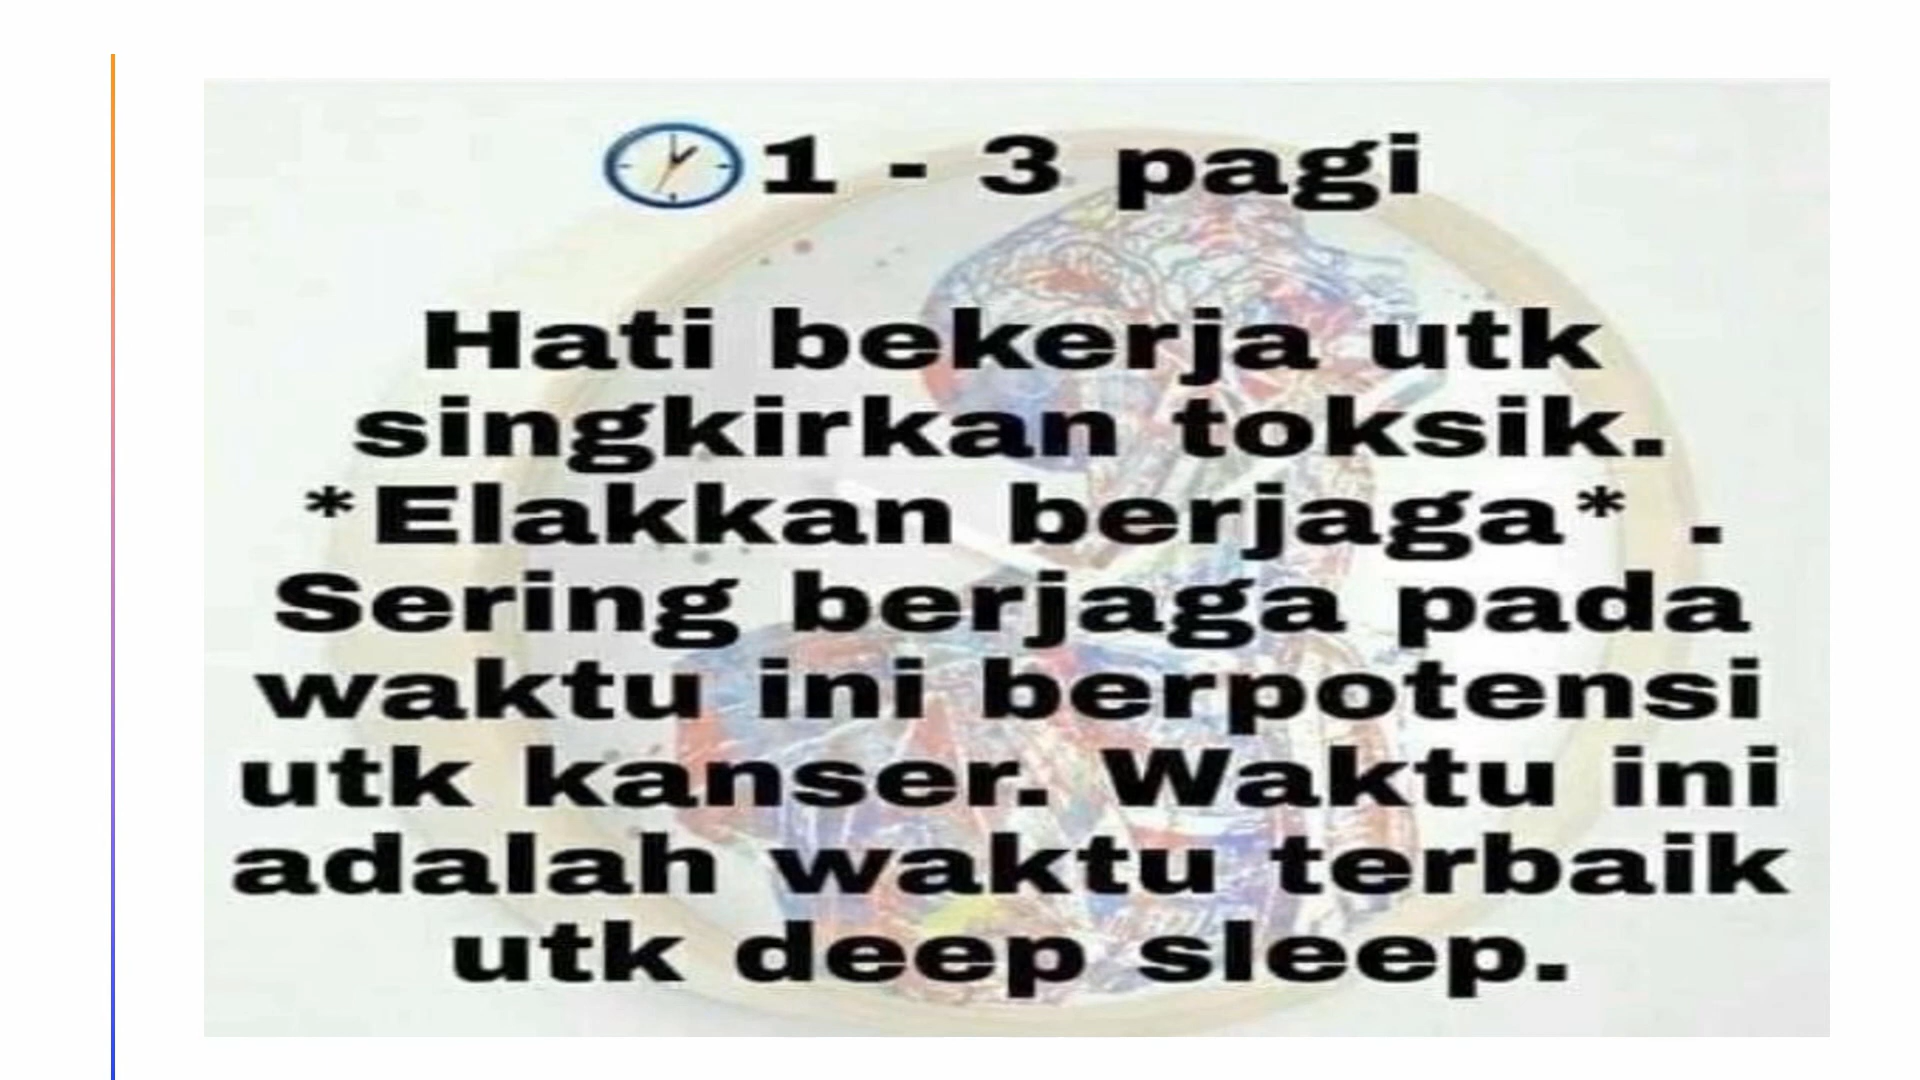 🕐1 - 3 pagi
Hati bekerja utk
singkirkan toksik.
*Elakkan berjaga* .
Sering berjaga pada
waktu ini berpotensi
utk kanser. Waktu ini
adalah waktu terbaik
utk deep sleep.